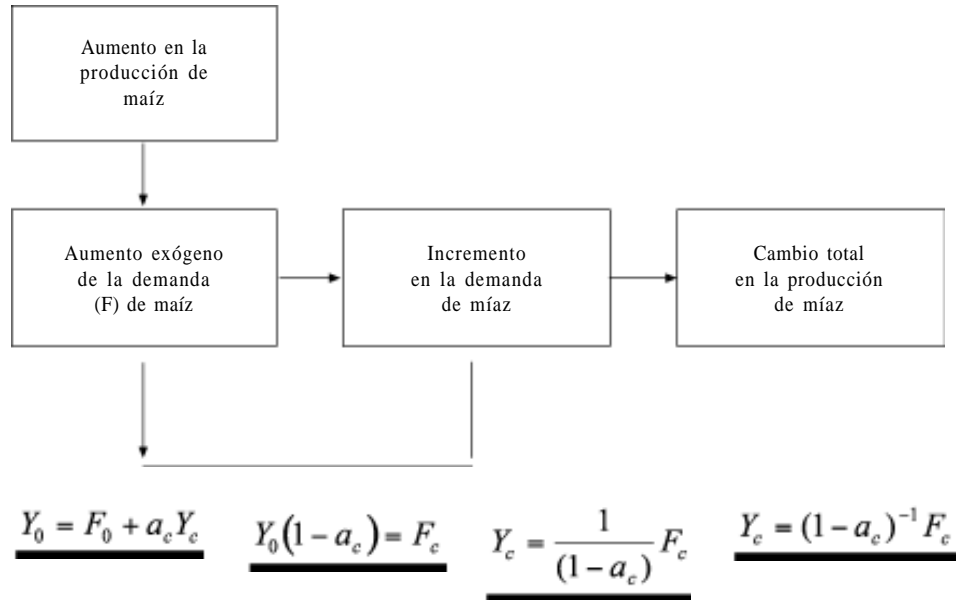 Aumento en la
producción de
maíz
Aumento exógeno
de la demanda
(F) de maíz
Incremento
en la demanda
de míaz
Cambio total
en la producción
de míaz
Y₀ = F₀ + a_c Y_c
Y₀(1 − a_c) = F_c
Y_c = 1/(1 − a_c) F_c
Y_c = (1 − a_c)⁻¹ F_c